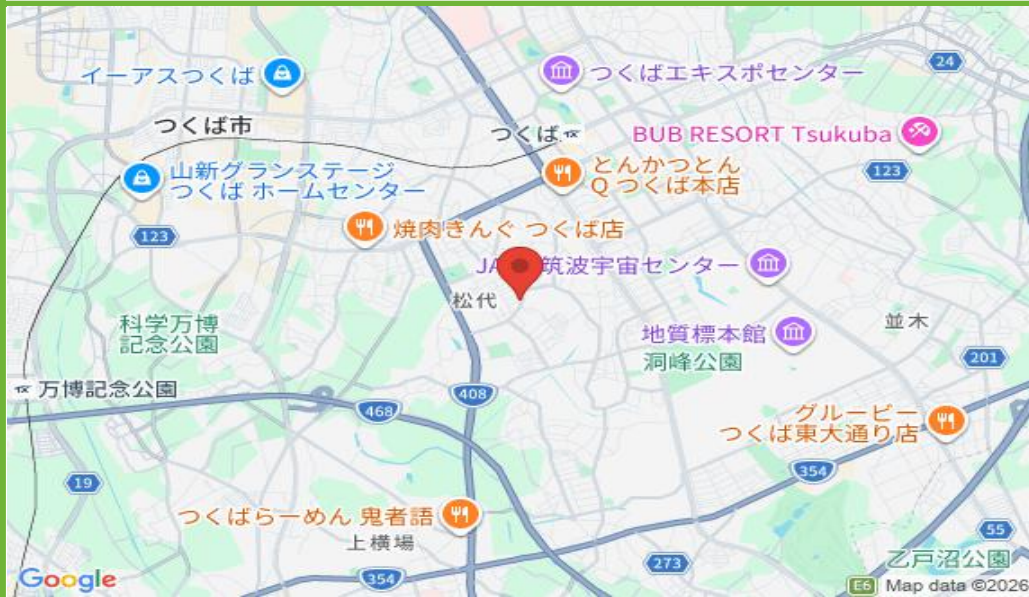 イーアスつくば
つくばエキスポセンター
24
つくば市
つくば
BUB RESORT Tsukuba
山新グランステージ
つくば ホームセンター
とんかつとん
Q つくば本店
123
123
焼肉きんぐ つくば店
JA
筑波宇宙センター
松代
科学万博
記念公園
地質標本館
並木
洞峰公園
201
万博記念公園
408
468
グルービー
つくば東大通り店
354
19
つくばらーめん 鬼者語
上横場
55
273
乙戸沼公園
354
Google
E6
Map data ©2026